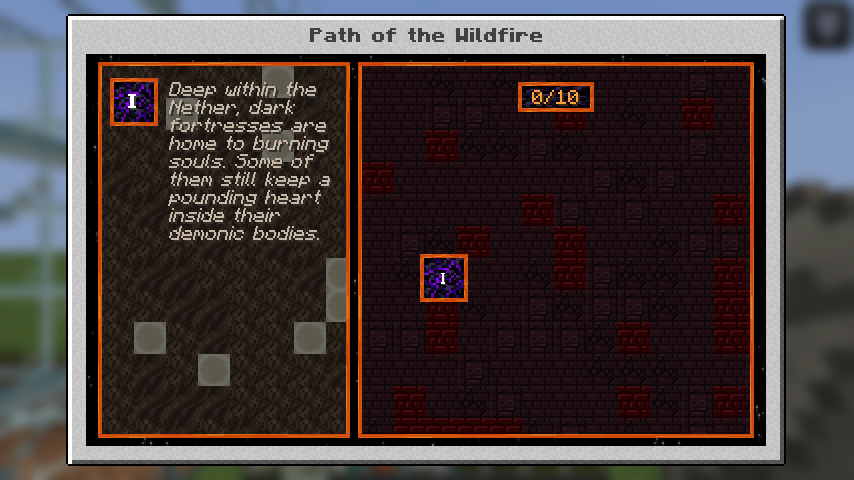 Path of the Wildfire
I
Deep within the
Nether, dark
fortresses are
home to burning
souls. Some of
them still keep a
pounding heart
inside their
demonic bodies.
0/10
I